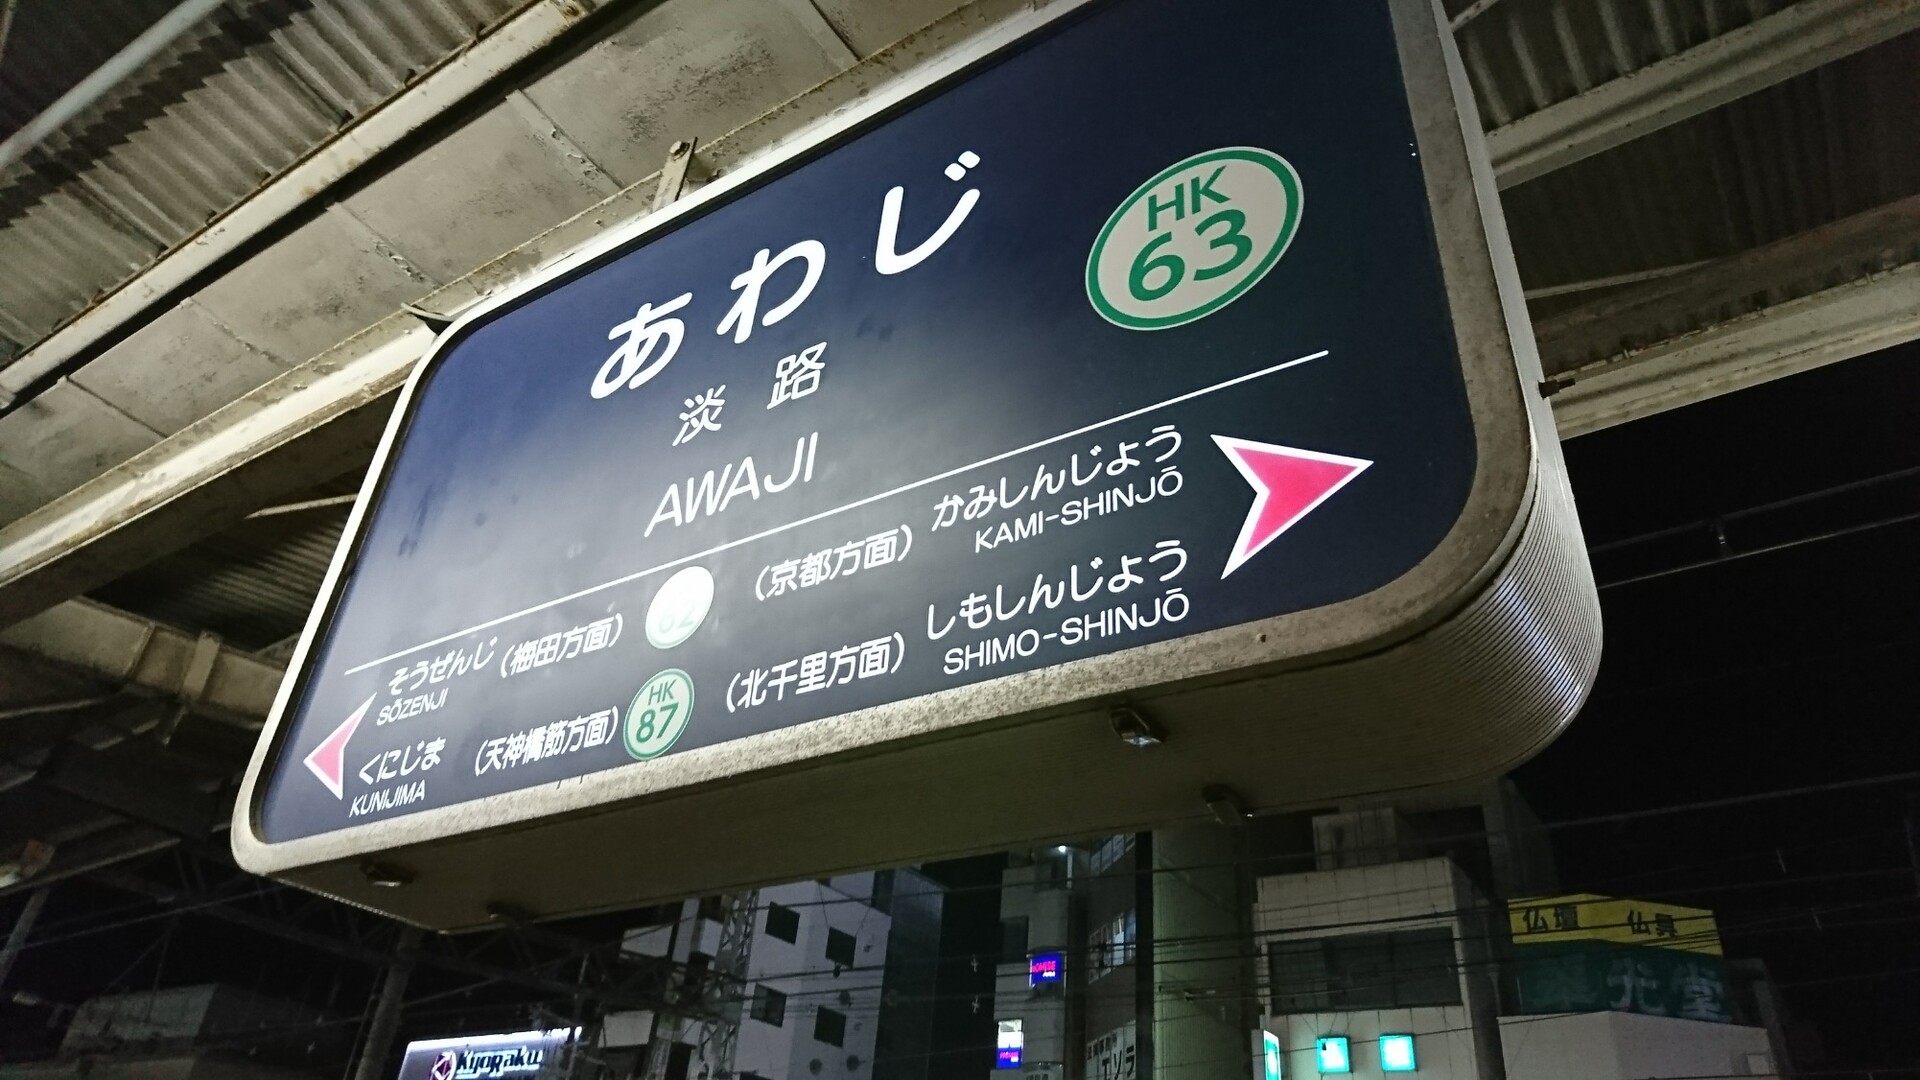 あわじ
HK
63
淡路
AWAJI
そうぜんじ (梅田方面)
SŌZENJI
62
(京都方面) かみしんじょう
KAMI-SHINJŌ
くにじま (天神橋筋方面)
KUNIJIMA
HK
87
(北千里方面) しもしんじょう
SHIMO-SHINJŌ
仏壇 仏具
Kyogaku